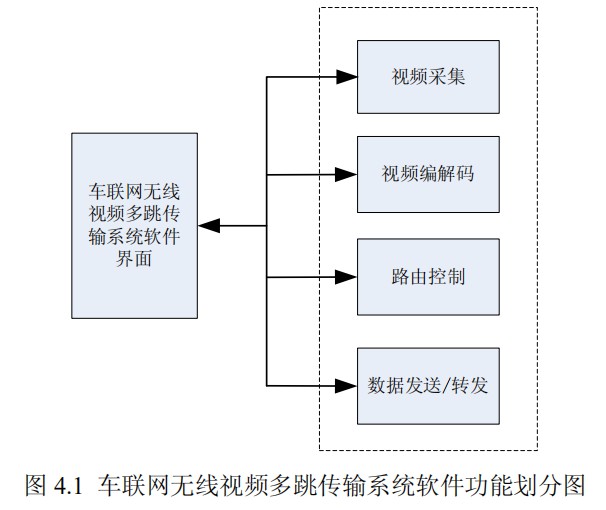 视频采集
视频编解码
车联网无线
视频多跳传
输系统软件
界面
路由控制
数据发送/转发
图 4.1 车联网无线视频多跳传输系统软件功能划分图